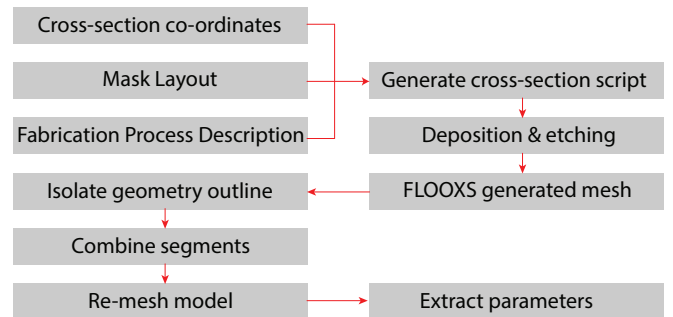 Cross-section co-ordinates
Mask Layout
Generate cross-section script
Fabrication Process Description
Deposition & etching
Isolate geometry outline
FLOOXS generated mesh
Combine segments
Re-mesh model
Extract parameters